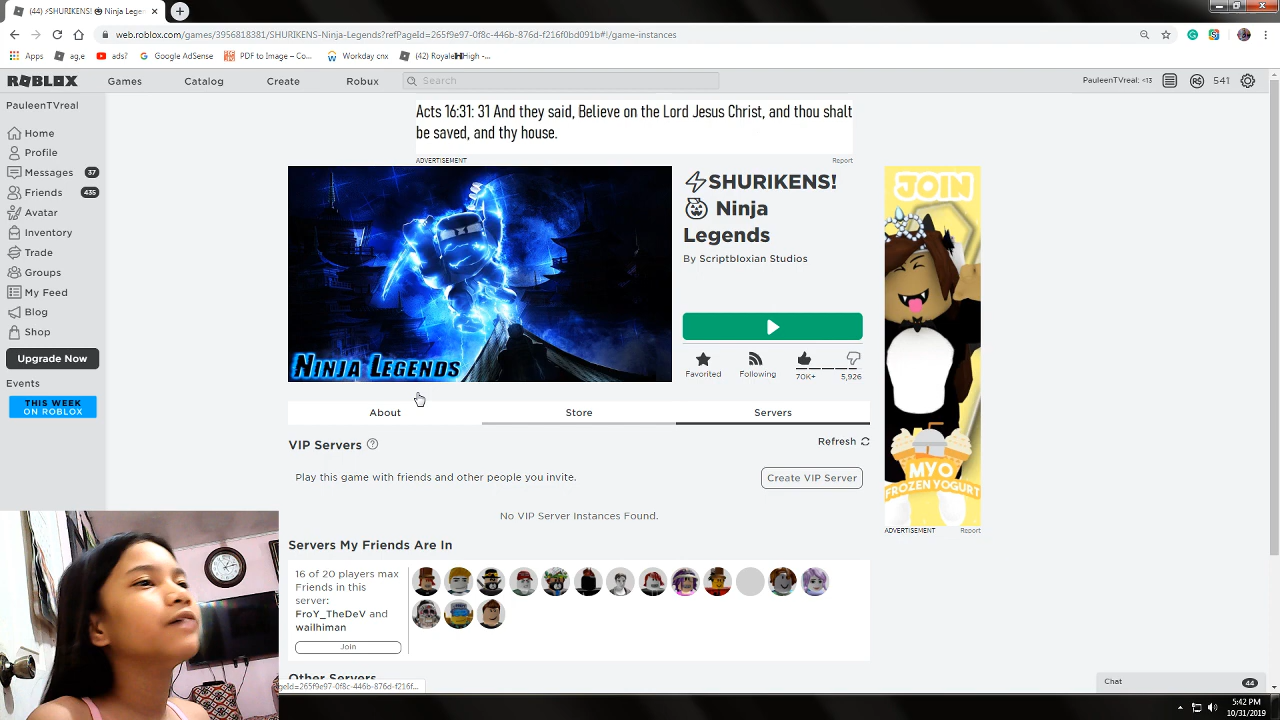 (44) ⚡SHURIKENS! 🎃 Ninja Lege
web.roblox.com/games/3956818381/SHURIKENS-Ninja-Legends?refPageId=265f9e97-0f8c-446b-876d-f216f0bd091b#!/game-instances
Apps
ag,e
ads?
Google AdSense
PDF to Image – Co...
Workday cnx
(42) Royale High -...
ROBLOX
Games
Catalog
Create
Robux
Search
PauleenTVreal: <13
541
PauleenTVreal
Home
Profile
Messages 37
Friends 435
Avatar
Inventory
Trade
Groups
My Feed
Blog
Shop
Upgrade Now
Events
THIS WEEK
ON ROBLOX
Acts 16:31: 31 And they said, Believe on the Lord Jesus Christ, and thou shalt
be saved, and thy house.
ADVERTISEMENT
Report
NINJA LEGENDS
⚡SHURIKENS!
🎃 Ninja
Legends
By Scriptbloxian Studios
Favorited
Following
70K+
5,926
About
Store
Servers
VIP Servers
Refresh
Play this game with friends and other people you invite.
Create VIP Server
No VIP Server Instances Found.
Servers My Friends Are In
16 of 20 players max
Friends in this
server:
FroY_TheDeV and
wailhiman
Join
Other Servers
geId=265f9e97-0f8c-446b-876d-f216f...
JOIN
MYO
FROZEN YOGURT
ADVERTISEMENT
Report
Chat
44
5:42 PM
10/31/2019